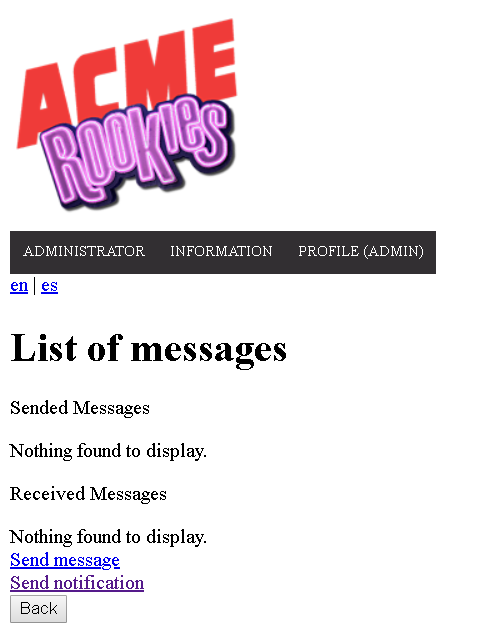 ACME
Rookies
ADMINISTRATOR INFORMATION PROFILE (ADMIN)
en | es
List of messages
Sended Messages
Nothing found to display.
Received Messages
Nothing found to display.
Send message
Send notification
Back